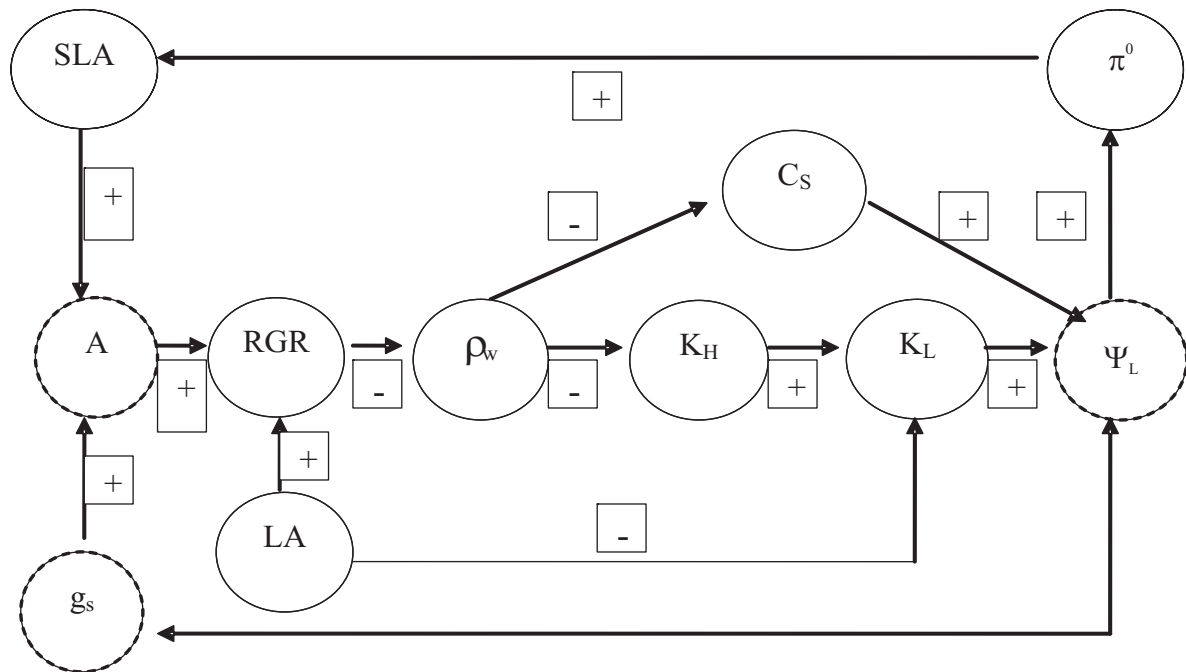 SLA
π⁰
+
C_S
+
-
+
+
A
RGR
ρ_w
K_H
K_L
Ψ_L
+
-
-
+
+
+
+
LA
-
g_s